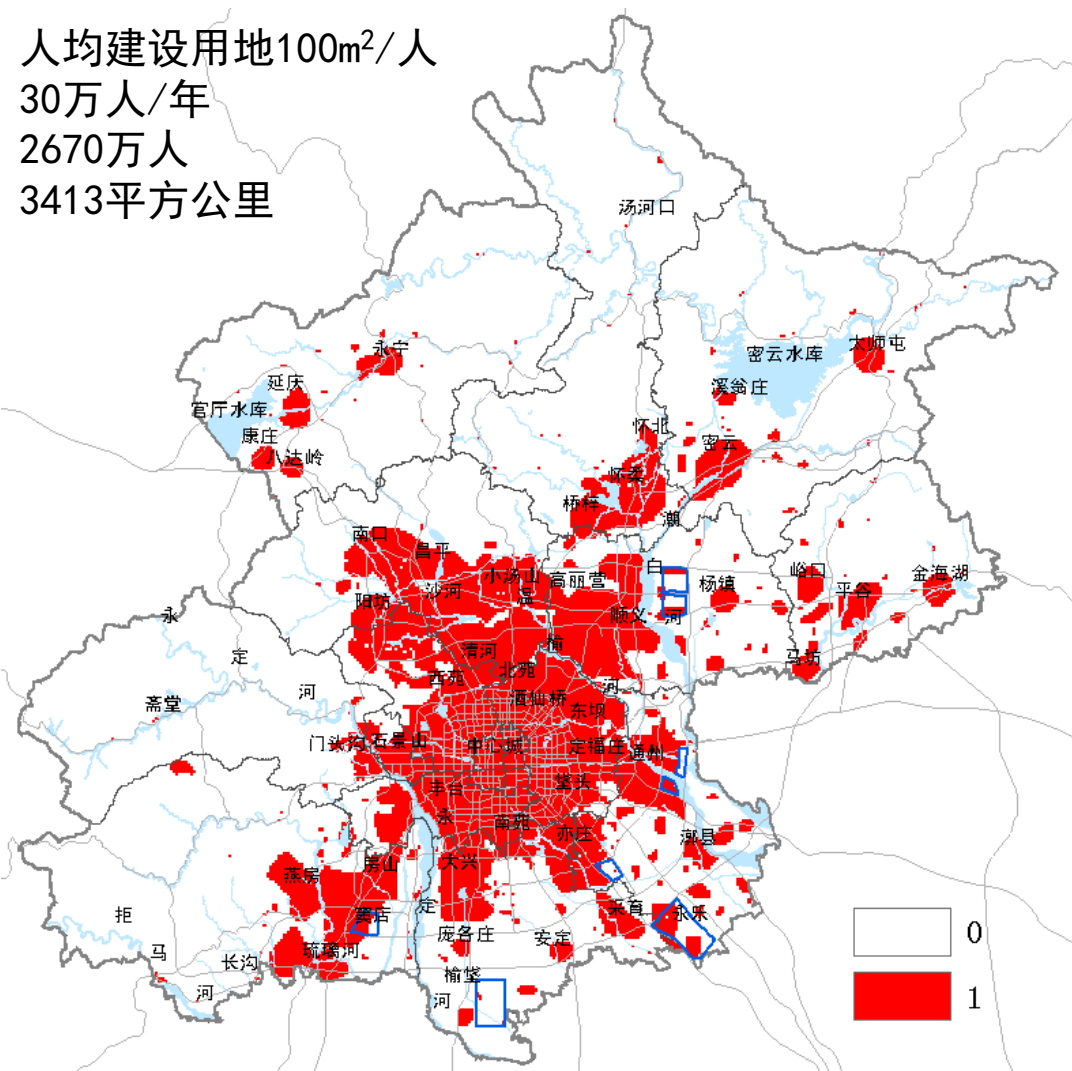 人均建设用地100m²/人
30万人/年
2670万人
3413平方公里
汤河口
密云水库
太师屯
永宁
延庆
溪翁庄
官厅水库
康庄
八达岭
怀北
密云
怀柔
桥梓
潮
南口
昌平
白
小汤山
高丽营
峪口
金海湖
杨镇
平谷
沙河
温
阳坊
顺义
河
永
清河
榆
定
马坊
北苑
西苑
河
河
酒仙桥
斋堂
东坝
门头沟
石景山
中心城
定福庄
通州
丰台
垡头
永
南苑
亦庄
漷县
大兴
房山
燕房
定
窦店
采育
永乐
拒
庞各庄
安定
马
琉璃河
长沟
榆垡
河
河
0
1